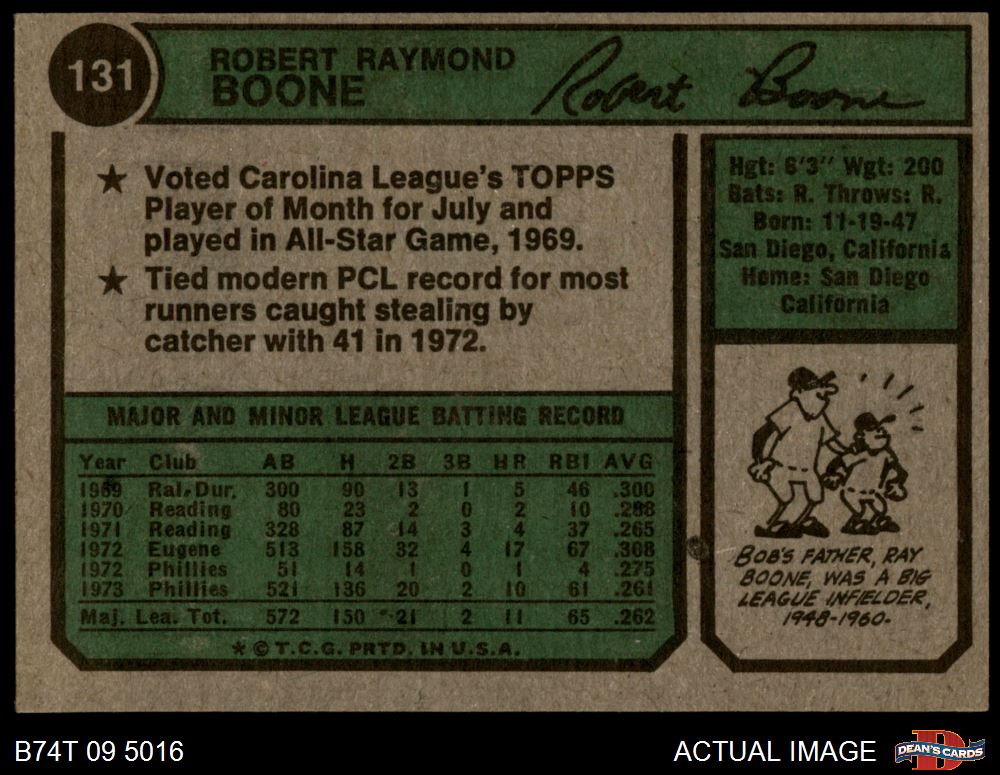 131
ROBERT RAYMOND
BOONE
Robert Boone
★ Voted Carolina League's TOPPS
Player of Month for July and
played in All-Star Game, 1969.
★ Tied modern PCL record for most
runners caught stealing by
catcher with 41 in 1972.
Hgt: 6'3" Wgt: 200
Bats: R. Throws: R.
Born: 11-19-47
San Diego, California
Home: San Diego
California
MAJOR AND MINOR LEAGUE BATTING RECORD
Year Club AB H 2B 3B HR RBI AVG
1969 Ral.-Dur. 300 90 13 1 5 46 .300
1970 Reading 80 23 2 0 2 10 .288
1971 Reading 328 87 14 3 4 37 .265
1972 Eugene 513 158 32 4 17 67 .308
1972 Phillies 51 14 1 0 1 4 .275
1973 Phillies 521 136 20 2 10 61 .261
Maj. Lea. Tot. 572 150 21 2 11 65 .262
★ © T.C.G. PRTD. IN U.S.A.
BOB'S FATHER, RAY
BOONE, WAS A BIG
LEAGUE INFIELDER,
1948-1960.
B74T 09 5016
ACTUAL IMAGE
D
DEAN'S CARDS